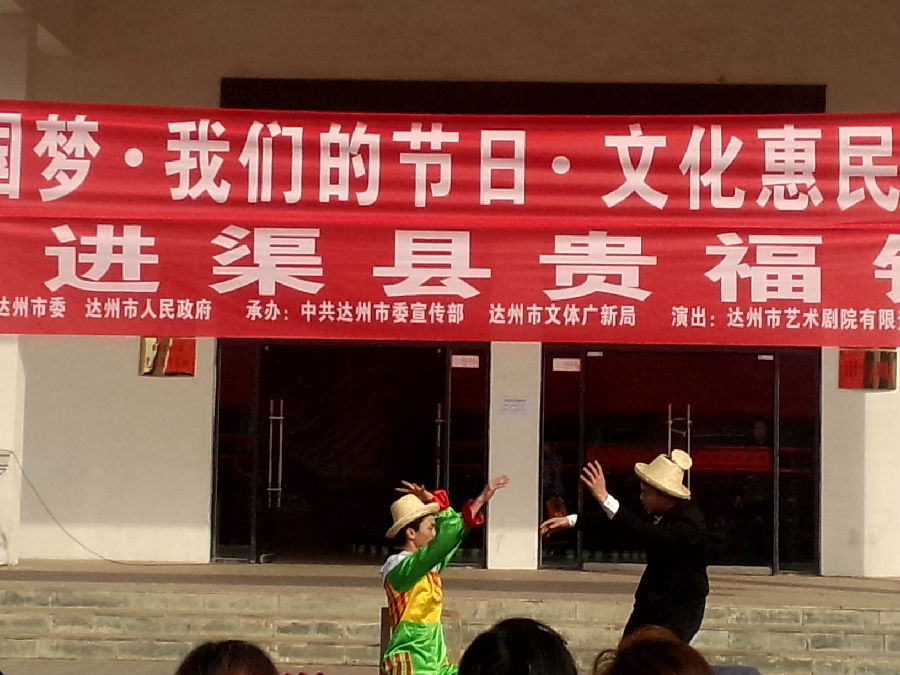 国梦·我们的节日·文化惠民
进渠县贵福
达州市委 达州市人民政府 承办：中共达州市委宣传部 达州市文体广新局 演出：达州市艺术剧院有限